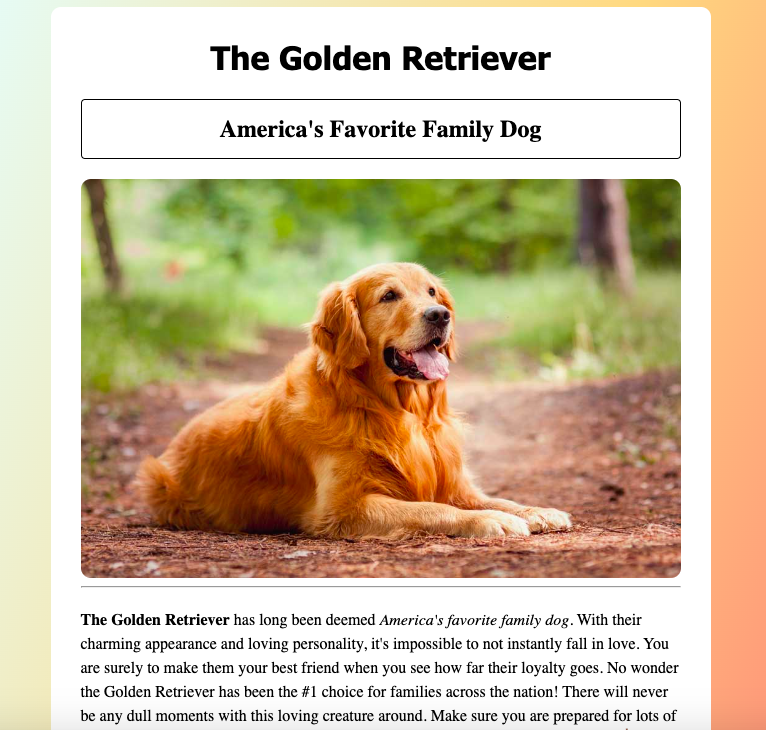 The Golden Retriever
America's Favorite Family Dog
The Golden Retriever has long been deemed America's favorite family dog. With their
charming appearance and loving personality, it's impossible to not instantly fall in love. You
are surely to make them your best friend when you see how far their loyalty goes. No wonder
the Golden Retriever has been the #1 choice for families across the nation! There will never
be any dull moments with this loving creature around. Make sure you are prepared for lots of